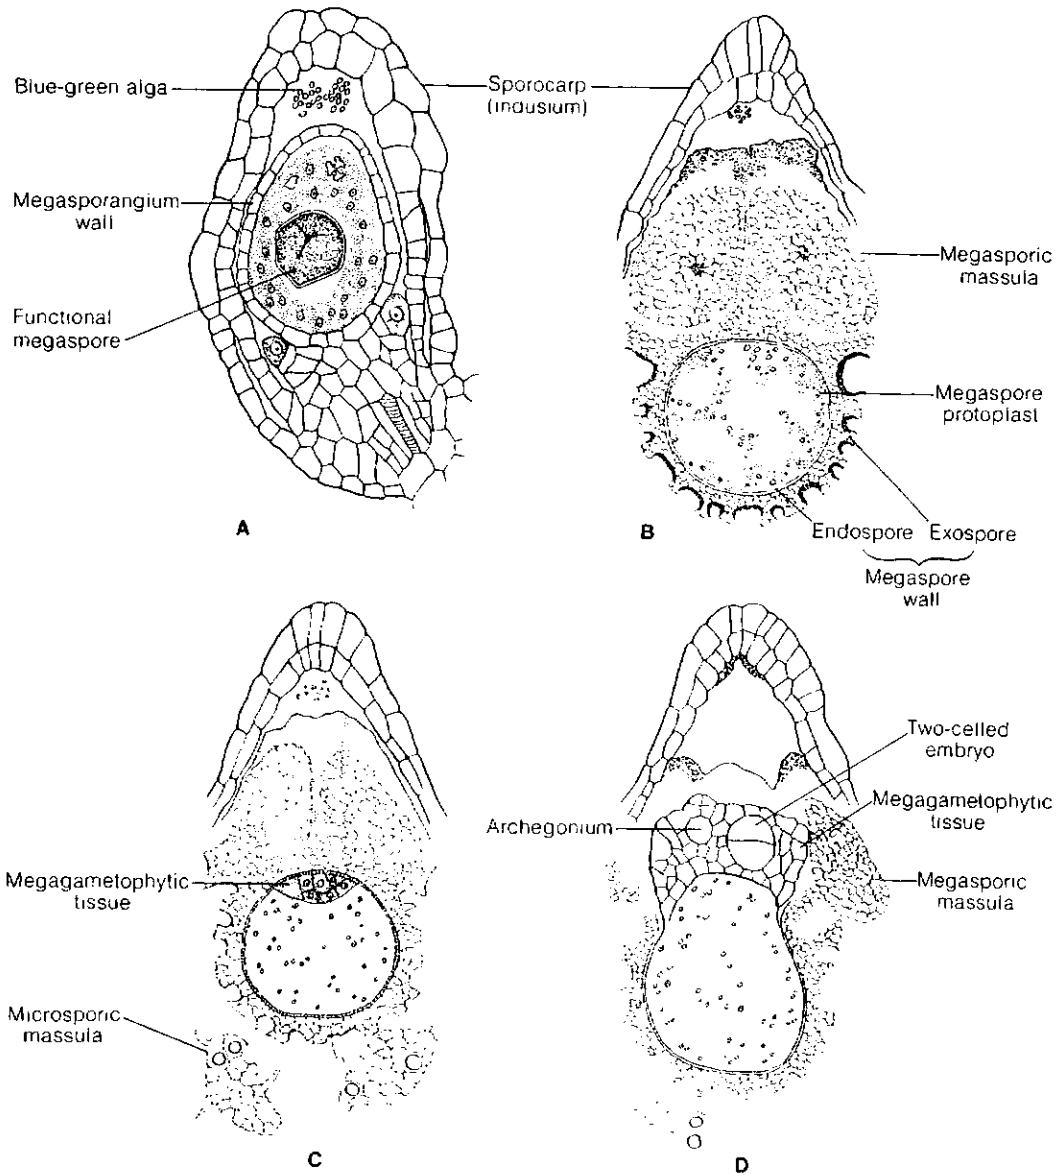 Blue-green alga
Sporocarp
(indusium)
Megasporangium
wall
Functional
megaspore
A
Megasporic
massula
Megaspore
protoplast
Endospore Exospore
Megaspore
wall
B
Megagametophytic
tissue
Microsporic
massula
C
Two-celled
embryo
Archegonium
Megagametophytic
tissue
Megasporic
massula
D